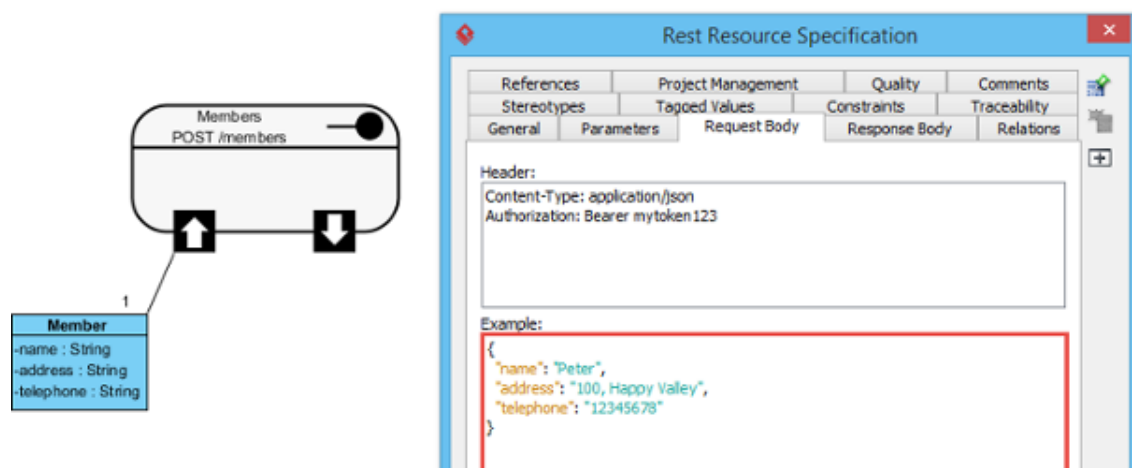 Members
POST /members
1
Member
-name : String
-address : String
-telephone : String
Rest Resource Specification
References Project Management Quality Comments
Stereotypes Tagged Values Constraints Traceability
General Parameters Request Body Response Body Relations
Header:
Content-Type: application/json
Authorization: Bearer mytoken123
Example:
{
"name": "Peter",
"address": "100, Happy Valley",
"telephone": "12345678"
}